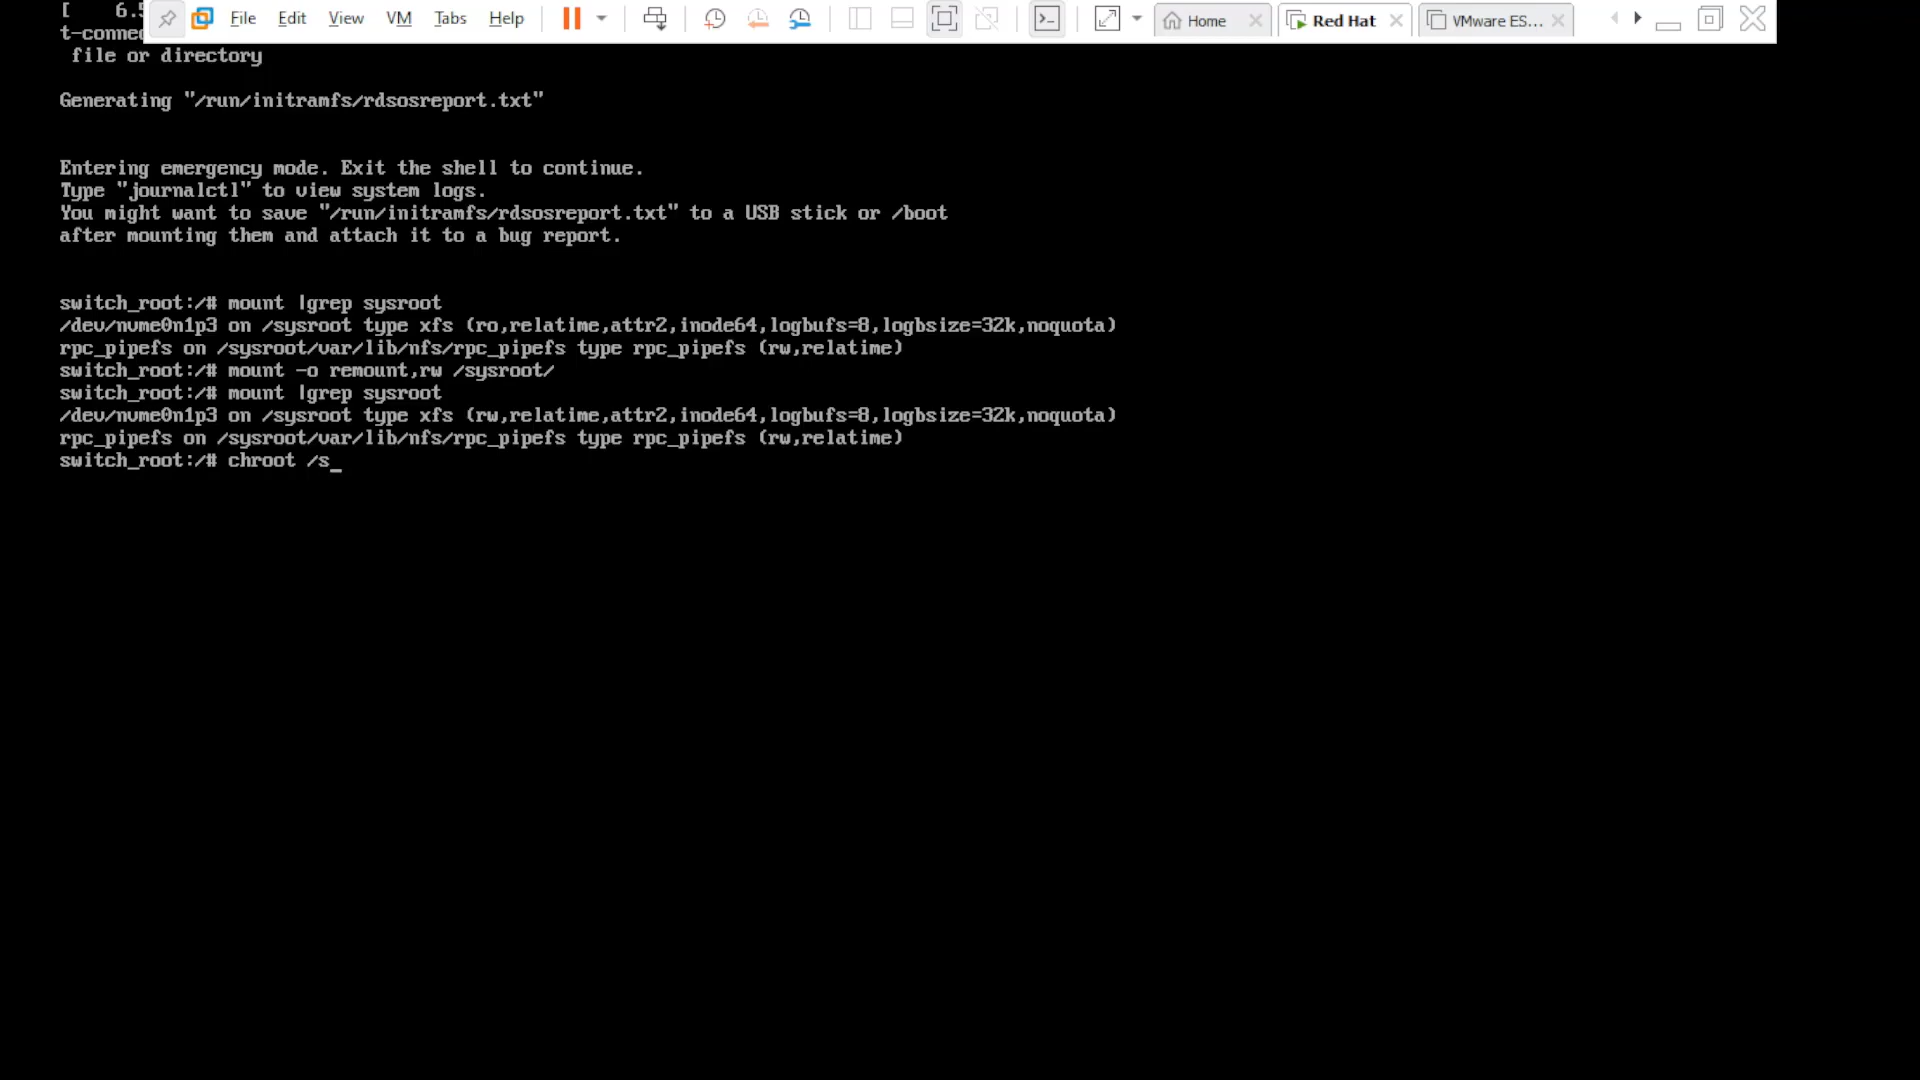 [    6.5
File Edit View VM Tabs Help Home Red Hat VMware ES...
t-connec
file or directory
Generating "/run/initramfs/rdsosreport.txt"
Entering emergency mode. Exit the shell to continue.
Type "journalctl" to view system logs.
You might want to save "/run/initramfs/rdsosreport.txt" to a USB stick or /boot
after mounting them and attach it to a bug report.
switch_root:/# mount |grep sysroot
/dev/nvme0n1p3 on /sysroot type xfs (ro,relatime,attr2,inode64,logbufs=8,logbsize=32k,noquota)
rpc_pipefs on /sysroot/var/lib/nfs/rpc_pipefs type rpc_pipefs (rw,relatime)
switch_root:/# mount -o remount,rw /sysroot/
switch_root:/# mount |grep sysroot
/dev/nvme0n1p3 on /sysroot type xfs (rw,relatime,attr2,inode64,logbufs=8,logbsize=32k,noquota)
rpc_pipefs on /sysroot/var/lib/nfs/rpc_pipefs type rpc_pipefs (rw,relatime)
switch_root:/# chroot /s_